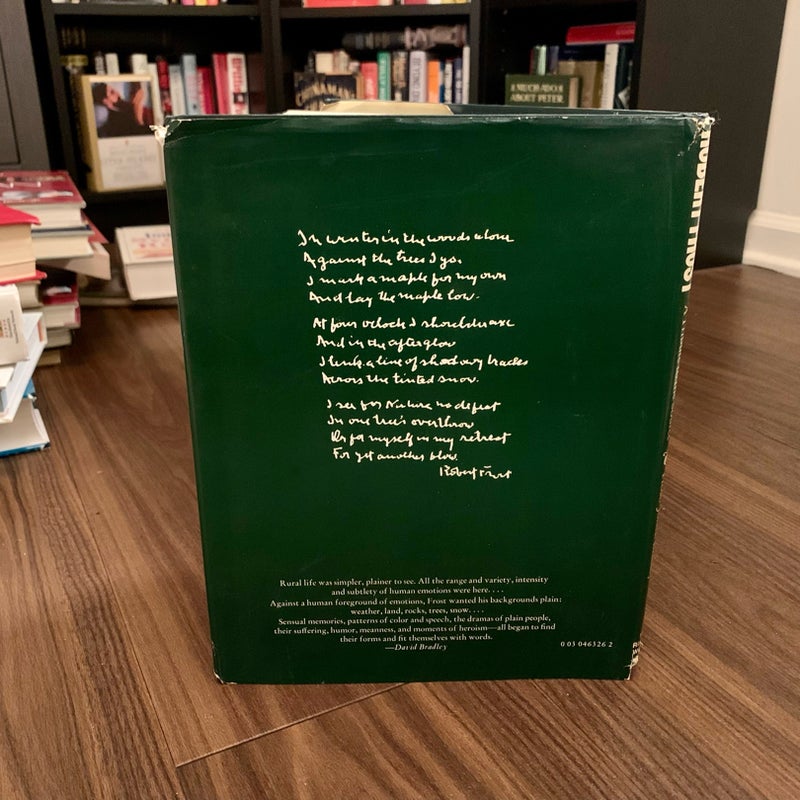 In winter in the woods alone
Against the trees I go.
I mark a maple for my own
And lay the maple low.
At four oclock I shoulder axe
And in the afterglow
I link a line of shadowy tracks
Across the tinted snow.
I see for Nature no defeat
In one tree's overthrow
Or for myself in my retreat
For yet another blow.
Robert Frost
Rural life was simpler, plainer to see. All the range and variety, intensity
and subtlety of human emotions were here. . . .
Against a human foreground of emotions, Frost wanted his backgrounds plain:
weather, land, rocks, trees, snow. . . .
Sensual memories, patterns of color and speech, the dramas of plain people,
their suffering, humor, meanness, and moments of heroism—all began to find
their forms and fit themselves with words.
—David Bradley
0 03 046326 2
ROBERT FROST
MUCH ADO
ABOUT PETER